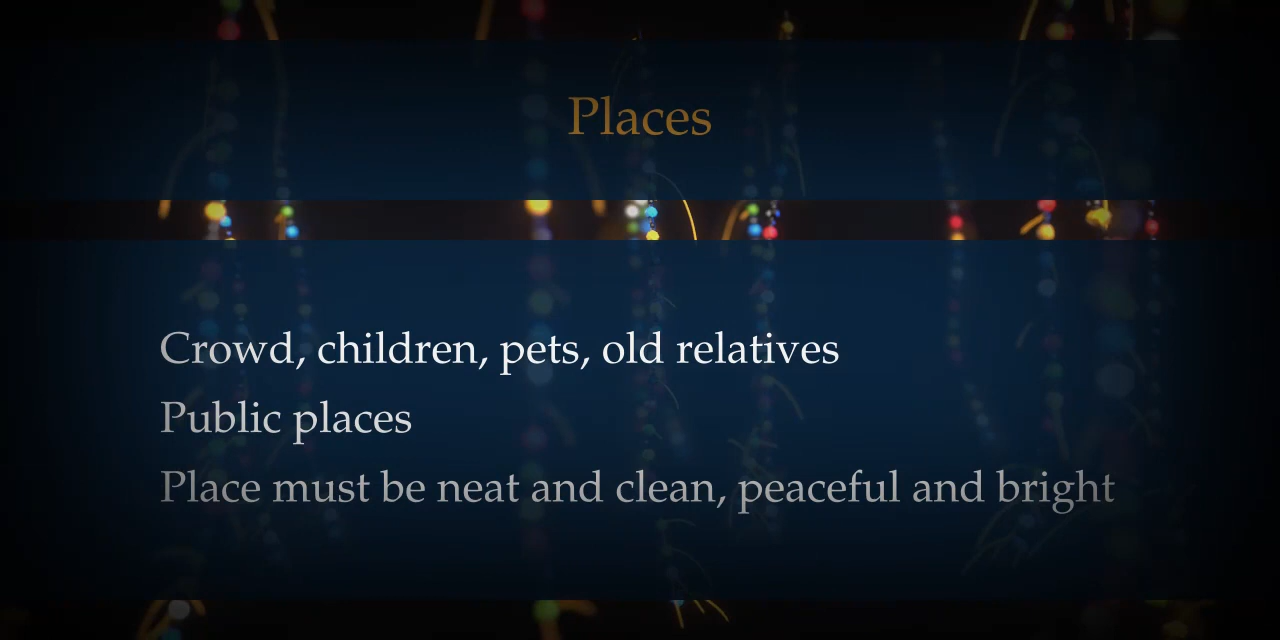 Places
Crowd, children, pets, old relatives
Public places
Place must be neat and clean, peaceful and bright